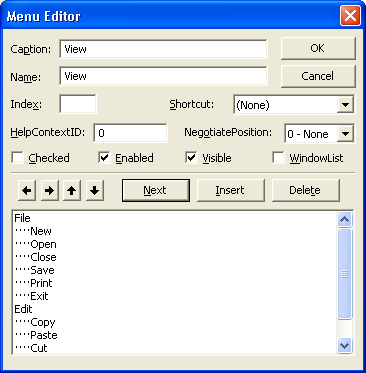 Menu Editor
Caption: View OK
Name: View Cancel
Index: Shortcut: (None)
HelpContextID: 0 NegotiatePosition: 0 - None
Checked Enabled Visible WindowList
Next Insert Delete
File
····New
····Open
····Close
····Save
····Print
····Exit
Edit
····Copy
····Paste
····Cut